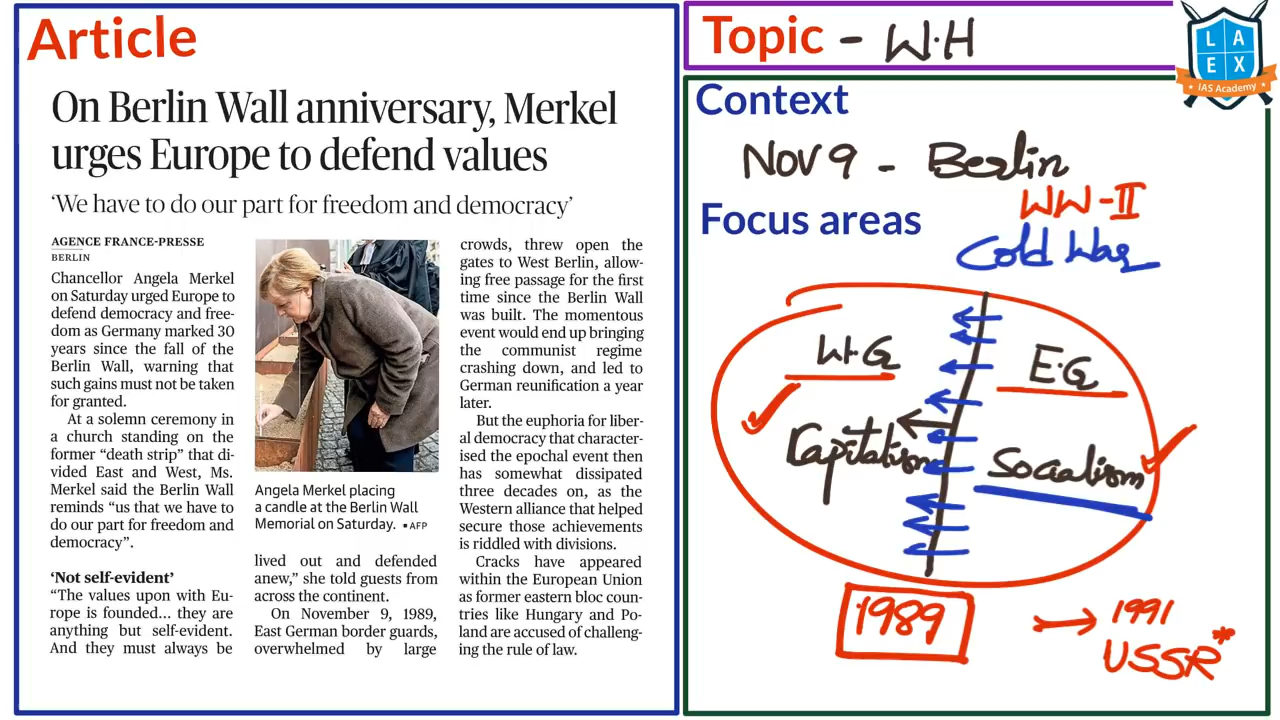 Article
On Berlin Wall anniversary, Merkel
urges Europe to defend values
‘We have to do our part for freedom and democracy’
AGENCE FRANCE-PRESSE
BERLIN
Chancellor Angela Merkel
on Saturday urged Europe to
defend democracy and free-
dom as Germany marked 30
years since the fall of the
Berlin Wall, warning that
such gains must not be taken
for granted.
At a solemn ceremony in
a church standing on the
former “death strip” that di-
vided East and West, Ms.
Merkel said the Berlin Wall
reminds “us that we have to
do our part for freedom and
democracy”.
‘Not self-evident’
“The values upon with Eu-
rope is founded... they are
anything but self-evident.
And they must always be
Angela Merkel placing
a candle at the Berlin Wall
Memorial on Saturday. ▪AFP
lived out and defended
anew,” she told guests from
across the continent.
On November 9, 1989,
East German border guards,
overwhelmed by large
crowds, threw open the
gates to West Berlin, allow-
ing free passage for the first
time since the Berlin Wall
was built. The momentous
event would end up bringing
the communist regime
crashing down, and led to
German reunification a year
later.
But the euphoria for liber-
al democracy that character-
ised the epochal event then
has somewhat dissipated
three decades on, as the
Western alliance that helped
secure those achievements
is riddled with divisions.
Cracks have appeared
within the European Union
as former eastern bloc coun-
tries like Hungary and Po-
land are accused of challeng-
ing the rule of law.
Topic - W.H
LAEX
IAS Academy
Context
Nov 9 - Berlin
WW-II
Focus areas
Cold War
W.G
E.G
Capitalism
Socialism
1989
1991
USSR*